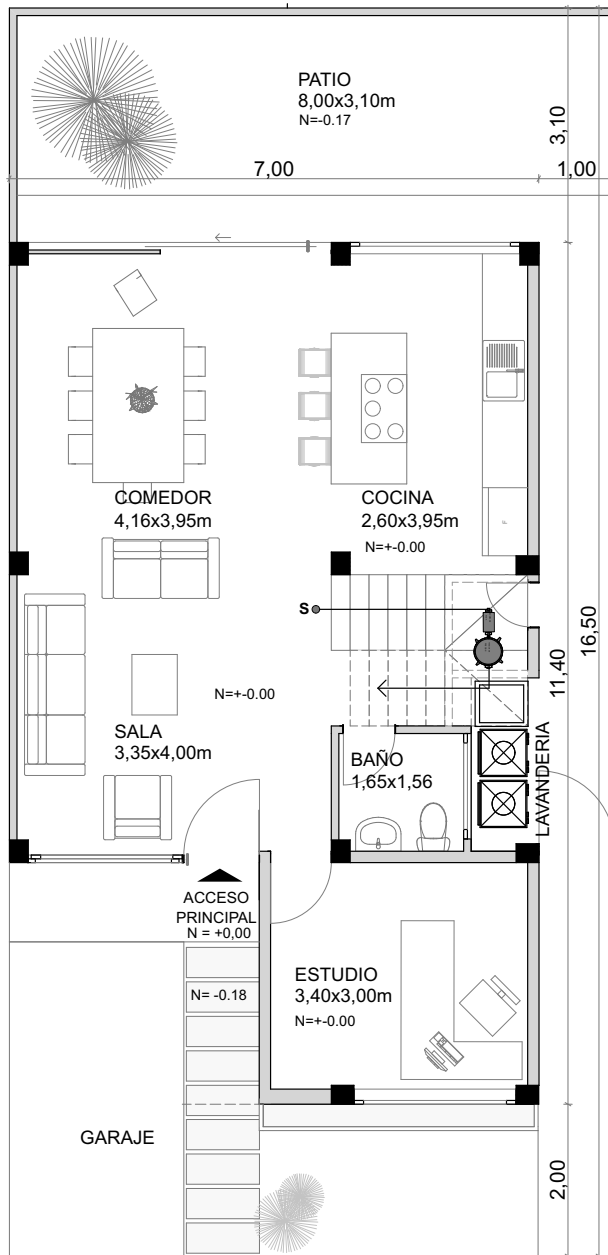 PATIO
8,00x3,10m
N=-0.17
3,10
7,00
1,00
COMEDOR
4,16x3,95m
COCINA
2,60x3,95m
N=+-0.00
F
S
16,50
11,40
N=+-0.00
SALA
3,35x4,00m
BAÑO
1,65x1,56
LAVANDERIA
ACCESO
PRINCIPAL
N = +0,00
N= -0.18
ESTUDIO
3,40x3,00m
N=+-0.00
GARAJE
2,00